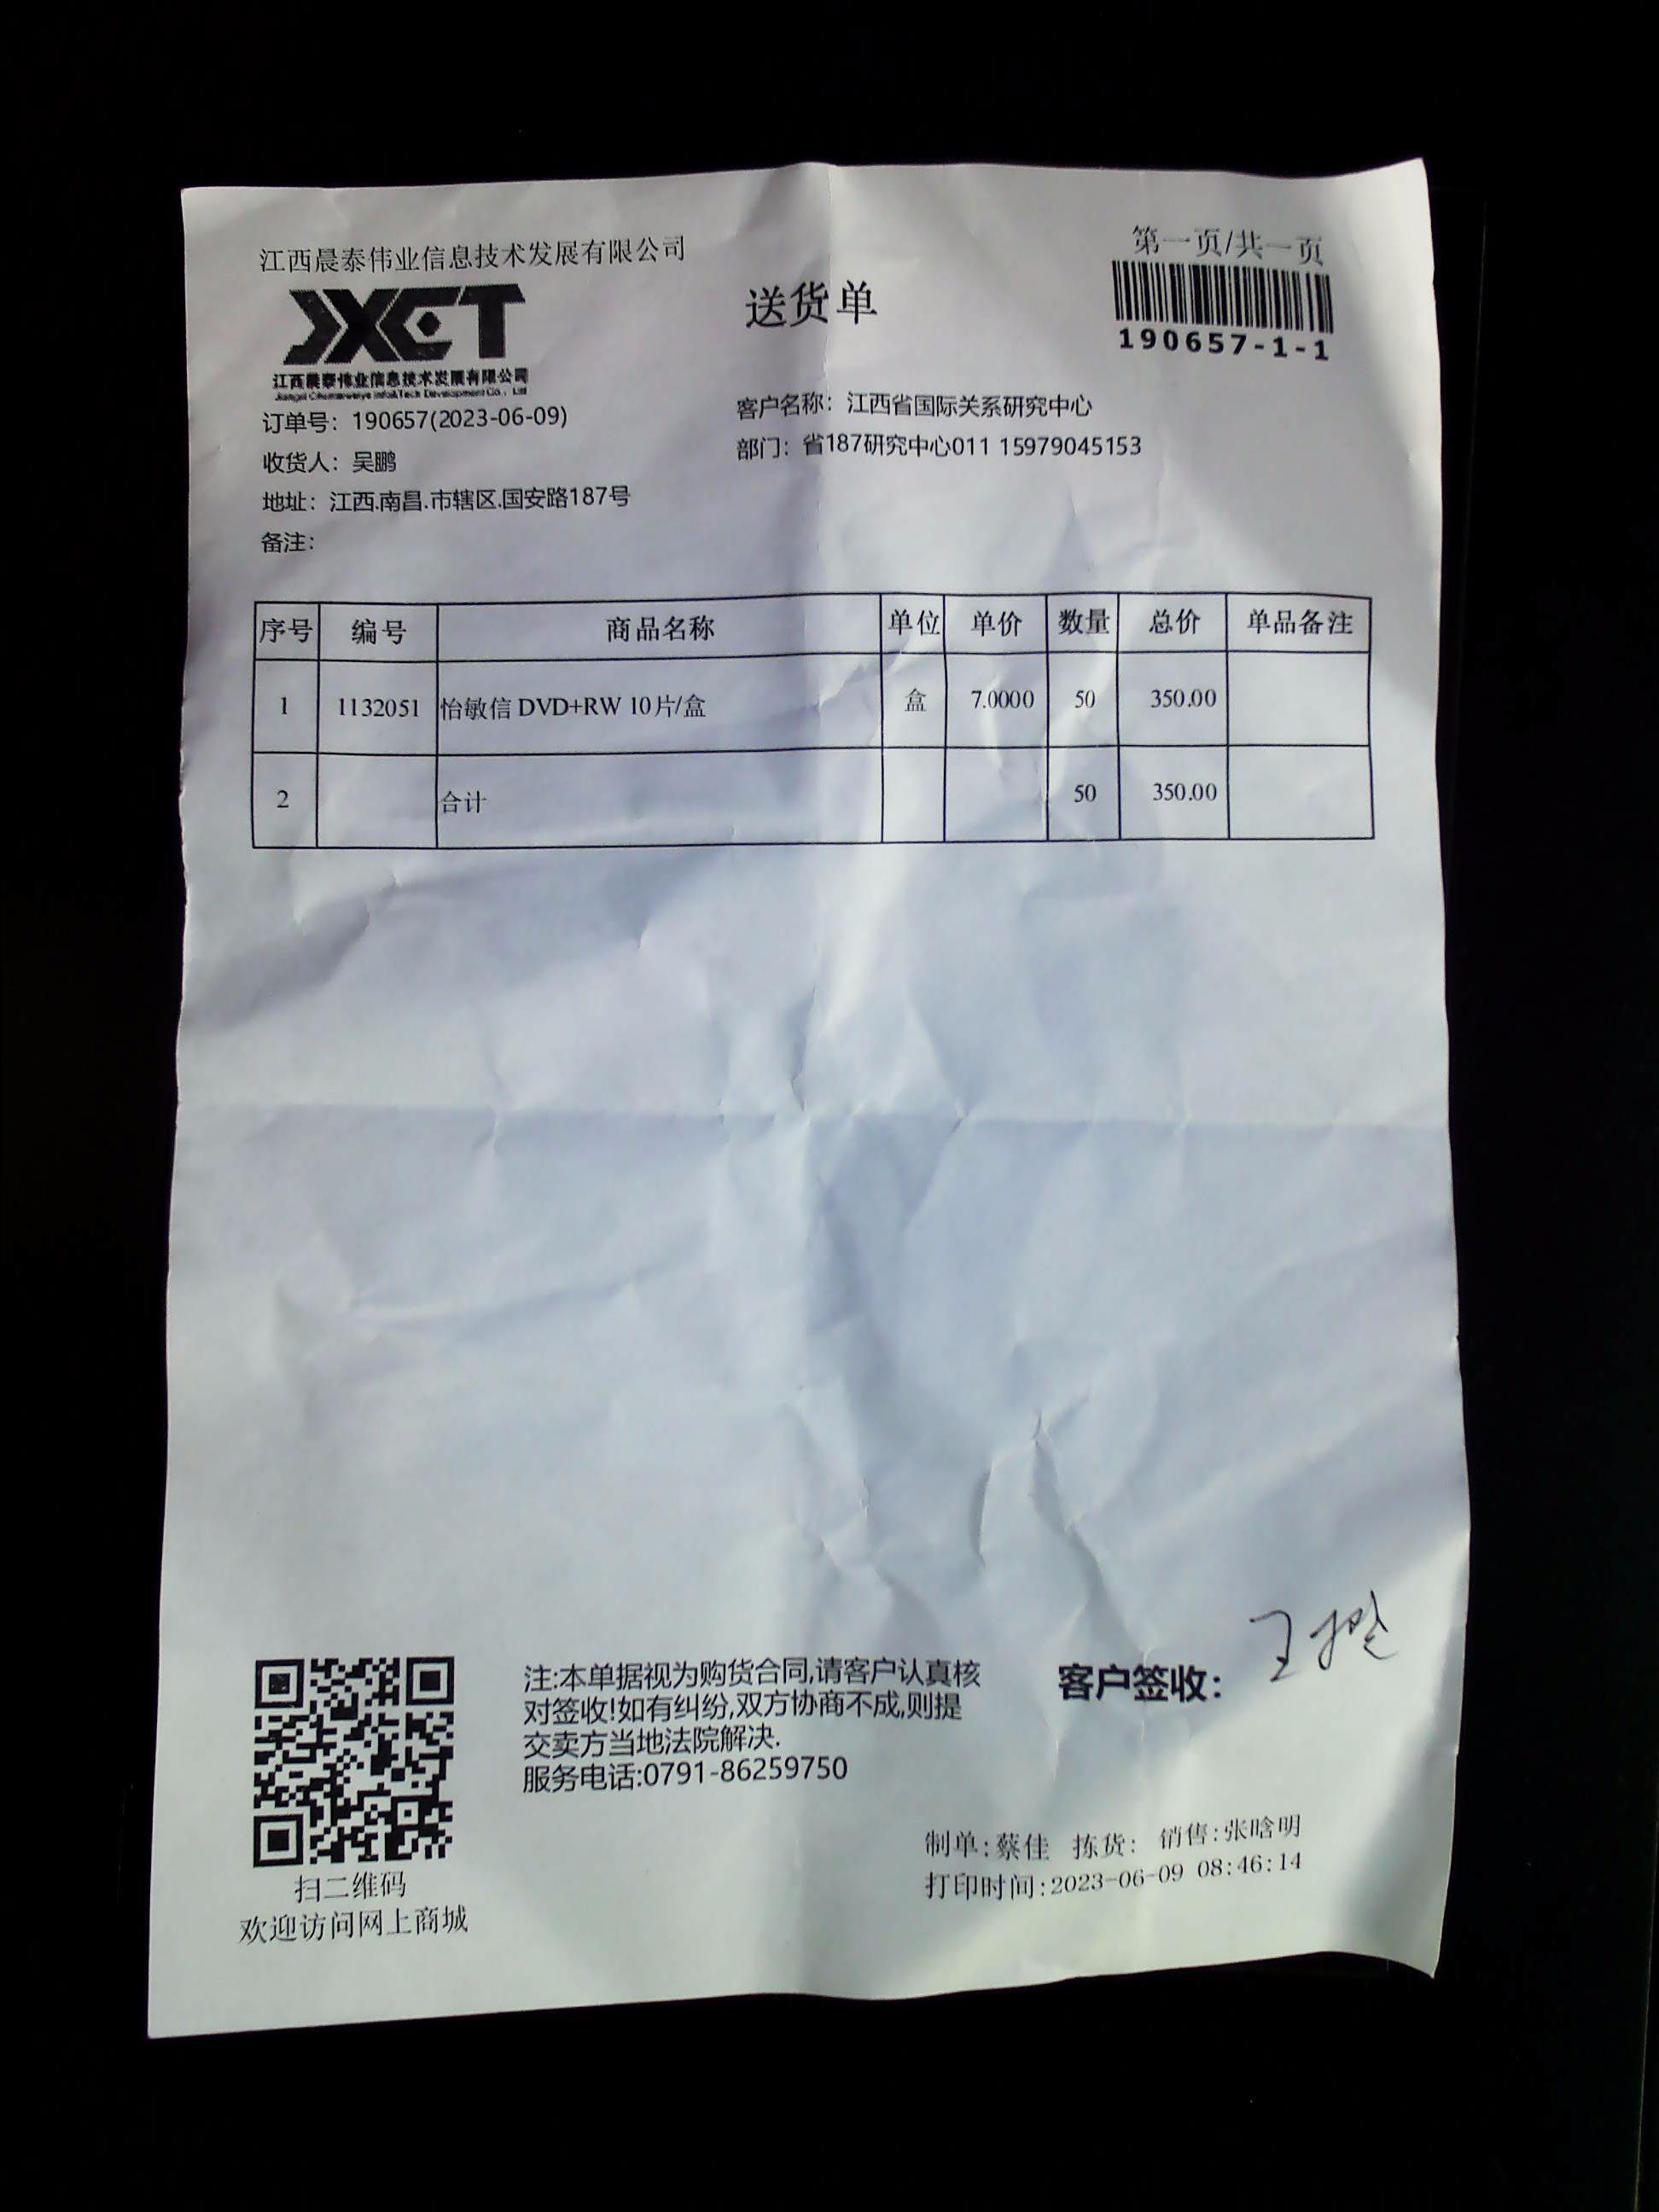 江西晨泰伟业信息技术发展有限公司
第一页/共一页
JXCT
送货单
190657-1-1
江西晨泰伟业信息技术发展有限公司
订单号：190657(2023-06-09)
客户名称：江西省国际关系研究中心
收货人：吴鹏
部门：省187研究中心011 15979045153
地址：江西.南昌.市辖区.国安路187号
备注：
序号 编号 商品名称 单位 单价 数量 总价 单品备注
1 1132051 怡敏信 DVD+RW 10片/盒 盒 7.0000 50 350.00
2 合计 50 350.00
注:本单据视为购货合同,请客户认真核
对签收!如有纠纷,双方协商不成,则提
交卖方当地法院解决.
服务电话:0791-86259750
客户签收：
扫二维码
欢迎访问网上商城
制单:蔡佳 拣货: 销售:张晗明
打印时间:2023-06-09 08:46:14